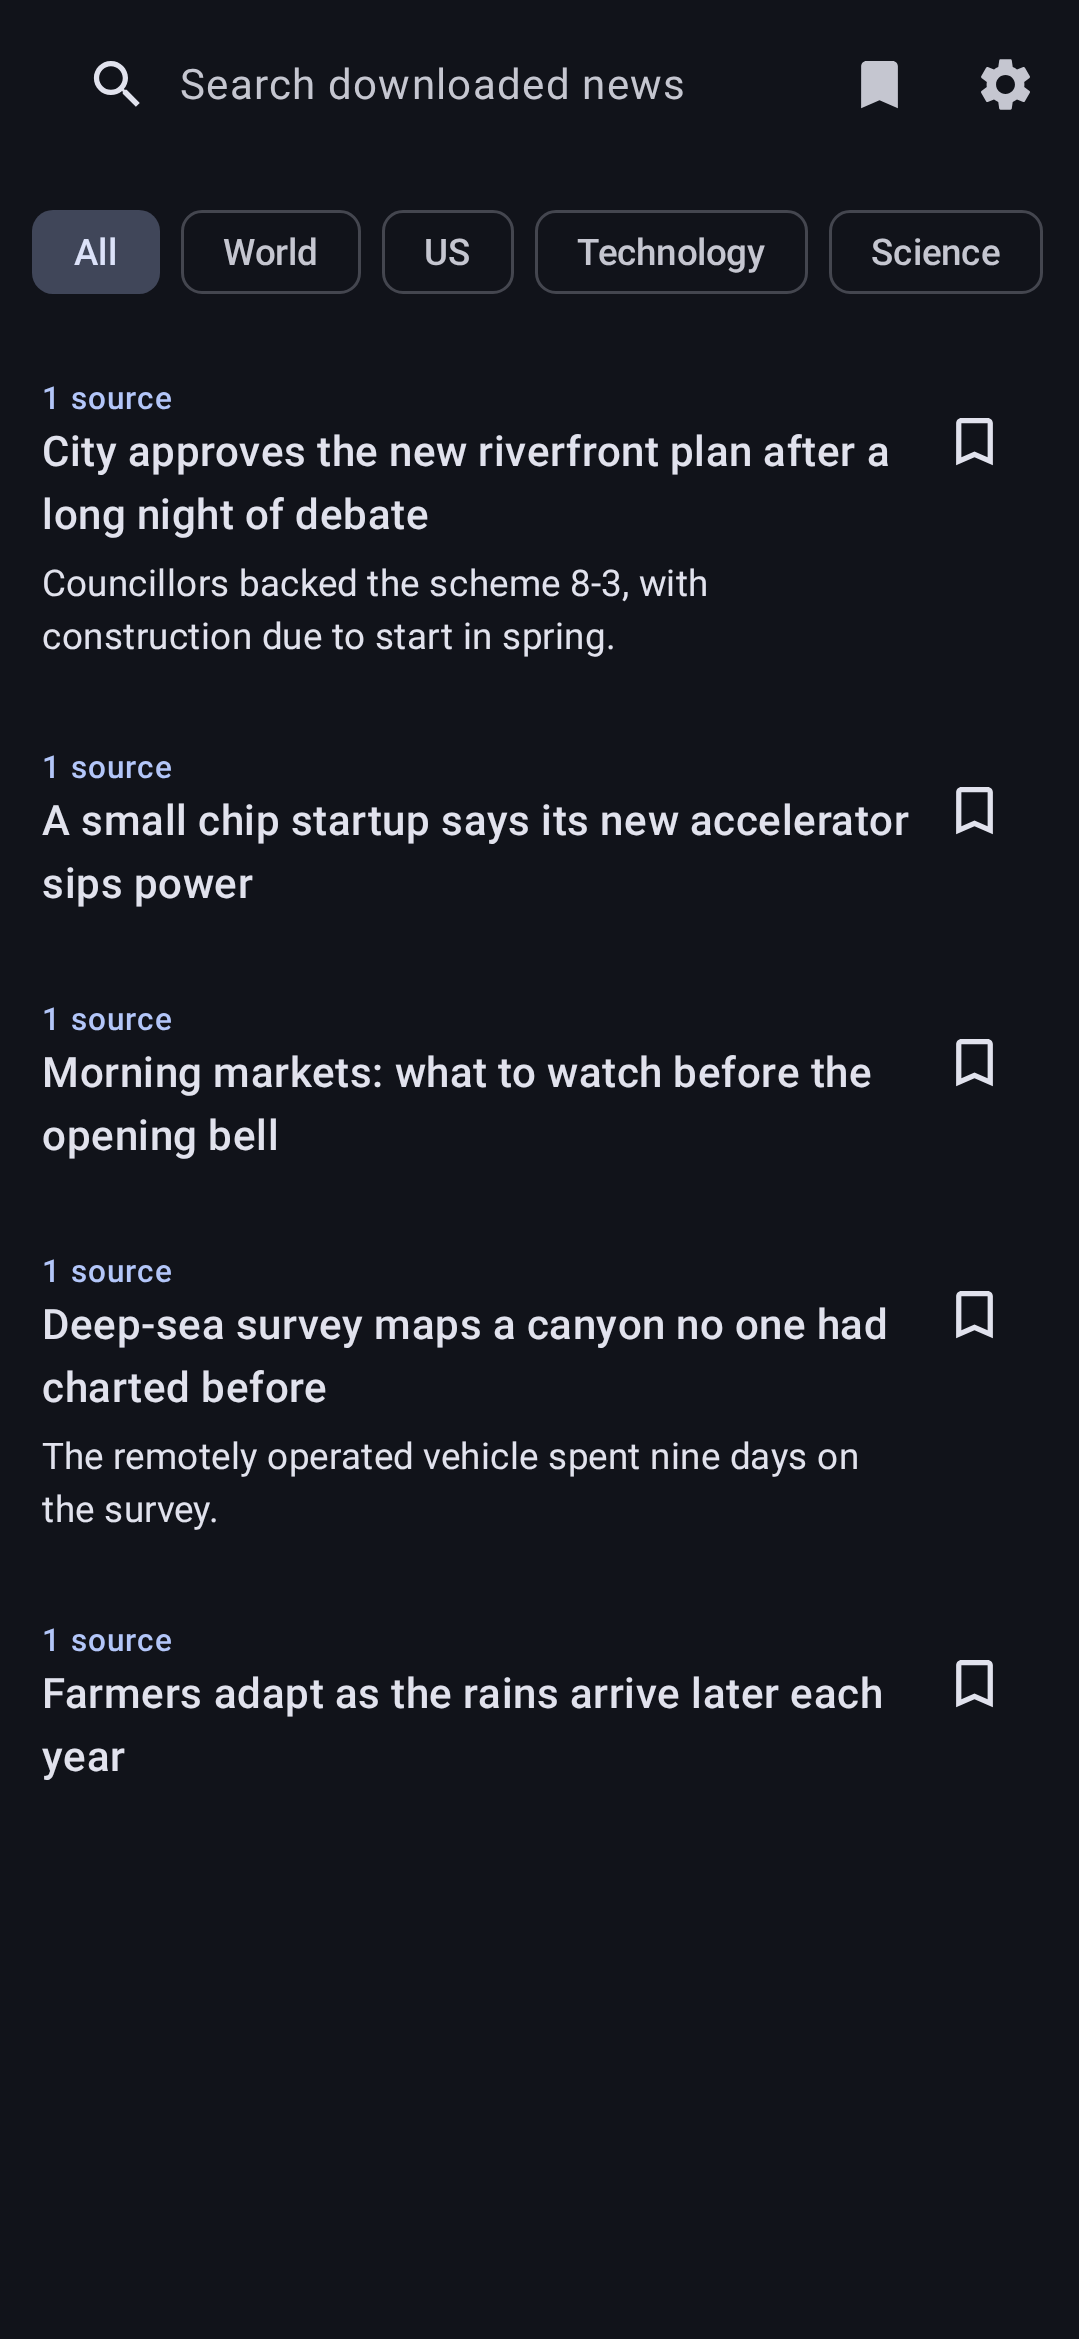 Search downloaded news
All World US Technology Science
1 source
City approves the new riverfront plan after a
long night of debate
Councillors backed the scheme 8-3, with
construction due to start in spring.
1 source
A small chip startup says its new accelerator
sips power
1 source
Morning markets: what to watch before the
opening bell
1 source
Deep-sea survey maps a canyon no one had
charted before
The remotely operated vehicle spent nine days on
the survey.
1 source
Farmers adapt as the rains arrive later each
year